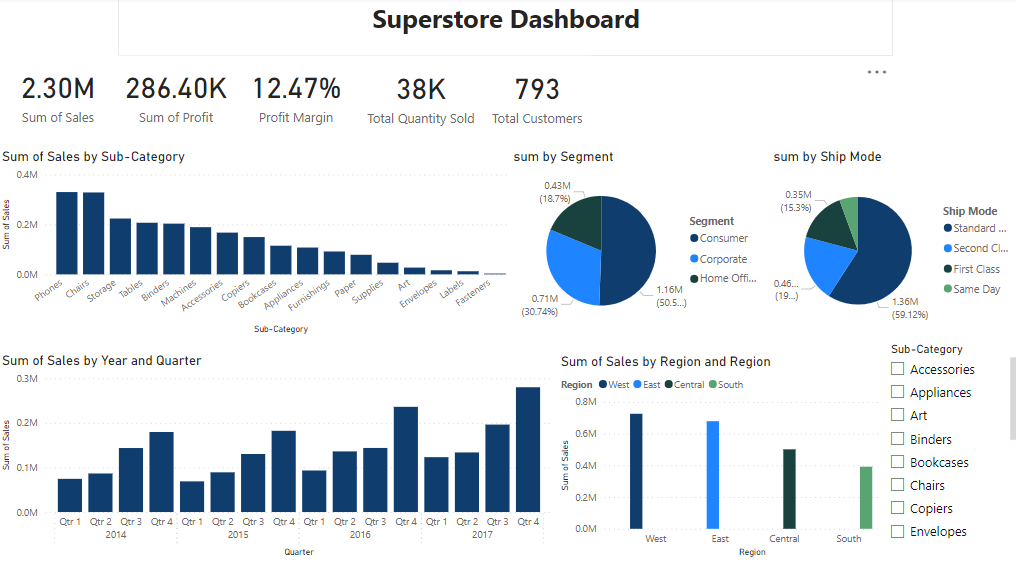 Superstore Dashboard
2.30M 286.40K 12.47% 38K 793
Sum of Sales Sum of Profit Profit Margin Total Quantity Sold Total Customers
Sum of Sales by Sub-Category
0.4M
0.2M
0.0M
Sum of Sales
Phones Chairs Storage Tables Binders Machines Accessories Copiers Bookcases Appliances Furnishings Paper Supplies Art Envelopes Labels Fasteners
Sub-Category
sum by Segment
0.43M
(18.7%)
0.71M
(30.74%)
1.16M
(50.5...)
Segment
Consumer
Corporate
Home Offi...
sum by Ship Mode
0.35M
(15.3%)
0.46...
(19...)
1.36M
(59.12%)
Ship Mode
Standard ...
Second Cl...
First Class
Same Day
Sum of Sales by Year and Quarter
0.3M
0.2M
0.1M
0.0M
Sum of Sales
Qtr 1 Qtr 2 Qtr 3 Qtr 4 Qtr 1 Qtr 2 Qtr 3 Qtr 4 Qtr 1 Qtr 2 Qtr 3 Qtr 4 Qtr 1 Qtr 2 Qtr 3 Qtr 4
2014 2015 2016 2017
Quarter
Sum of Sales by Region and Region
Region West East Central South
0.8M
0.6M
0.4M
0.2M
0.0M
Sum of Sales
West East Central South
Region
Sub-Category
Accessories
Appliances
Art
Binders
Bookcases
Chairs
Copiers
Envelopes